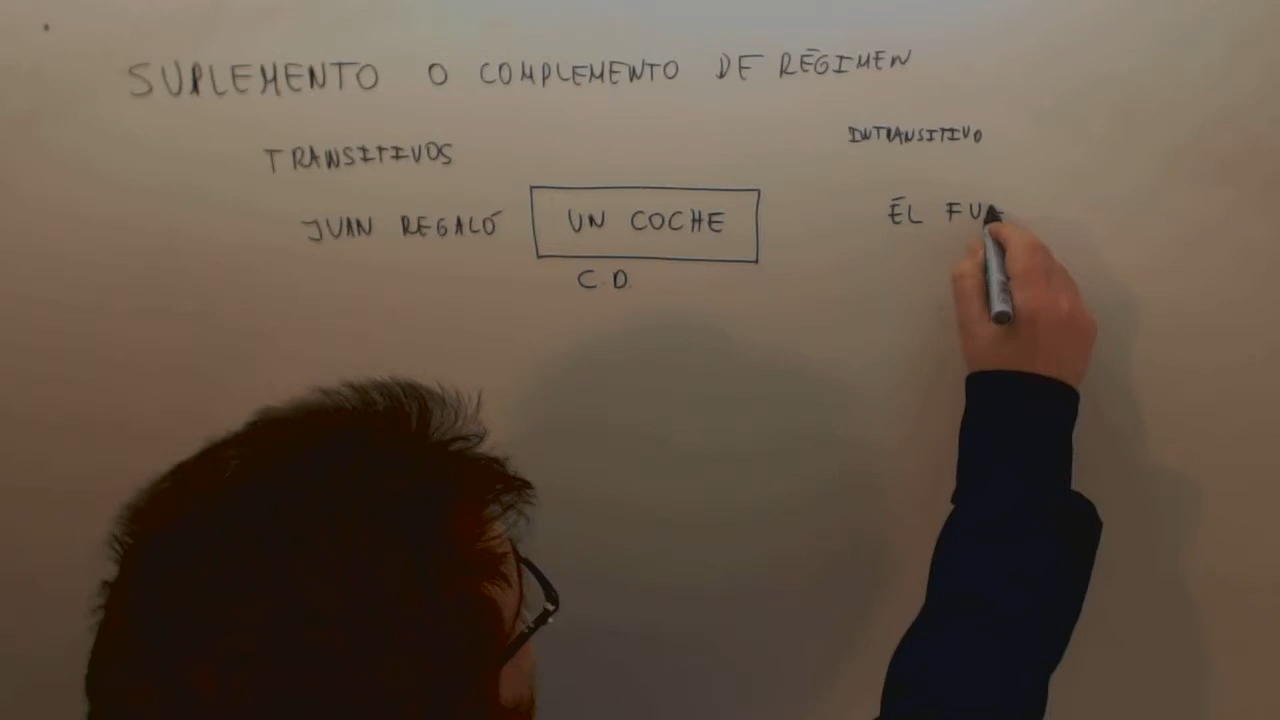 SUPLEMENTO O COMPLEMENTO DE RÉGIMEN
TRANSITIVOS
INTRANSITIVO
JUAN REGALÓ UN COCHE
ÉL FU
C.D.